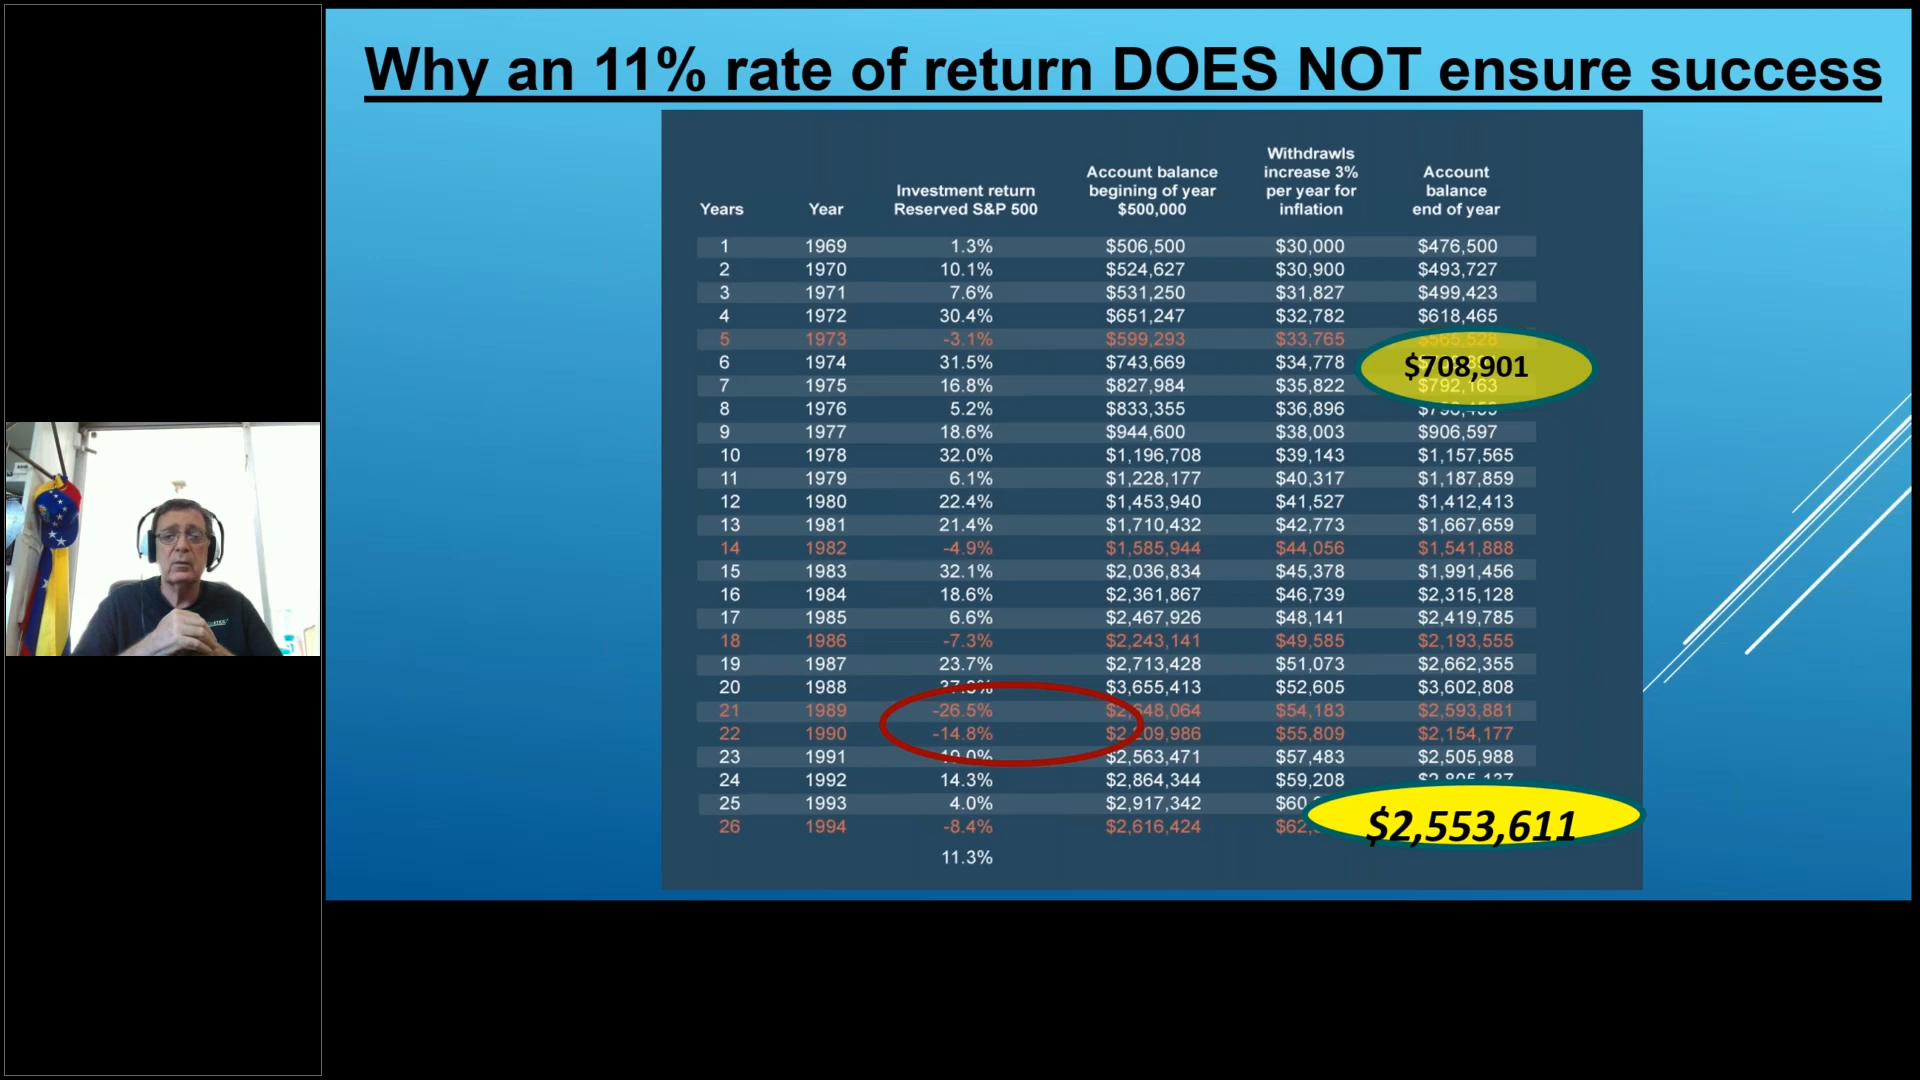 Why an 11% rate of return DOES NOT ensure success
Years Year Investment return Reserved S&P 500 Account balance begining of year $500,000 Withdrawls increase 3% per year for inflation Account balance end of year
1 1969 1.3% $506,500 $30,000 $476,500
2 1970 10.1% $524,627 $30,900 $493,727
3 1971 7.6% $531,250 $31,827 $499,423
4 1972 30.4% $651,247 $32,782 $618,465
5 1973 -3.1% $599,293 $33,765 $565,528
6 1974 31.5% $743,669 $34,778 $708,901
7 1975 16.8% $827,984 $35,822 $792,163
8 1976 5.2% $833,355 $36,896
9 1977 18.6% $944,600 $38,003 $906,597
10 1978 32.0% $1,196,708 $39,143 $1,157,565
11 1979 6.1% $1,228,177 $40,317 $1,187,859
12 1980 22.4% $1,453,940 $41,527 $1,412,413
13 1981 21.4% $1,710,432 $42,773 $1,667,659
14 1982 -4.9% $1,585,944 $44,056 $1,541,888
15 1983 32.1% $2,036,834 $45,378 $1,991,456
16 1984 18.6% $2,361,867 $46,739 $2,315,128
17 1985 6.6% $2,467,926 $48,141 $2,419,785
18 1986 -7.3% $2,243,141 $49,585 $2,193,555
19 1987 23.7% $2,713,428 $51,073 $2,662,355
20 1988 $3,655,413 $52,605 $3,602,808
21 1989 -26.5% $2,648,064 $54,183 $2,593,881
22 1990 -14.8% $2,209,986 $55,809 $2,154,177
23 1991 19.0% $2,563,471 $57,483 $2,505,988
24 1992 14.3% $2,864,344 $59,208
25 1993 4.0% $2,917,342
26 1994 -8.4% $2,616,424 $2,553,611
11.3%